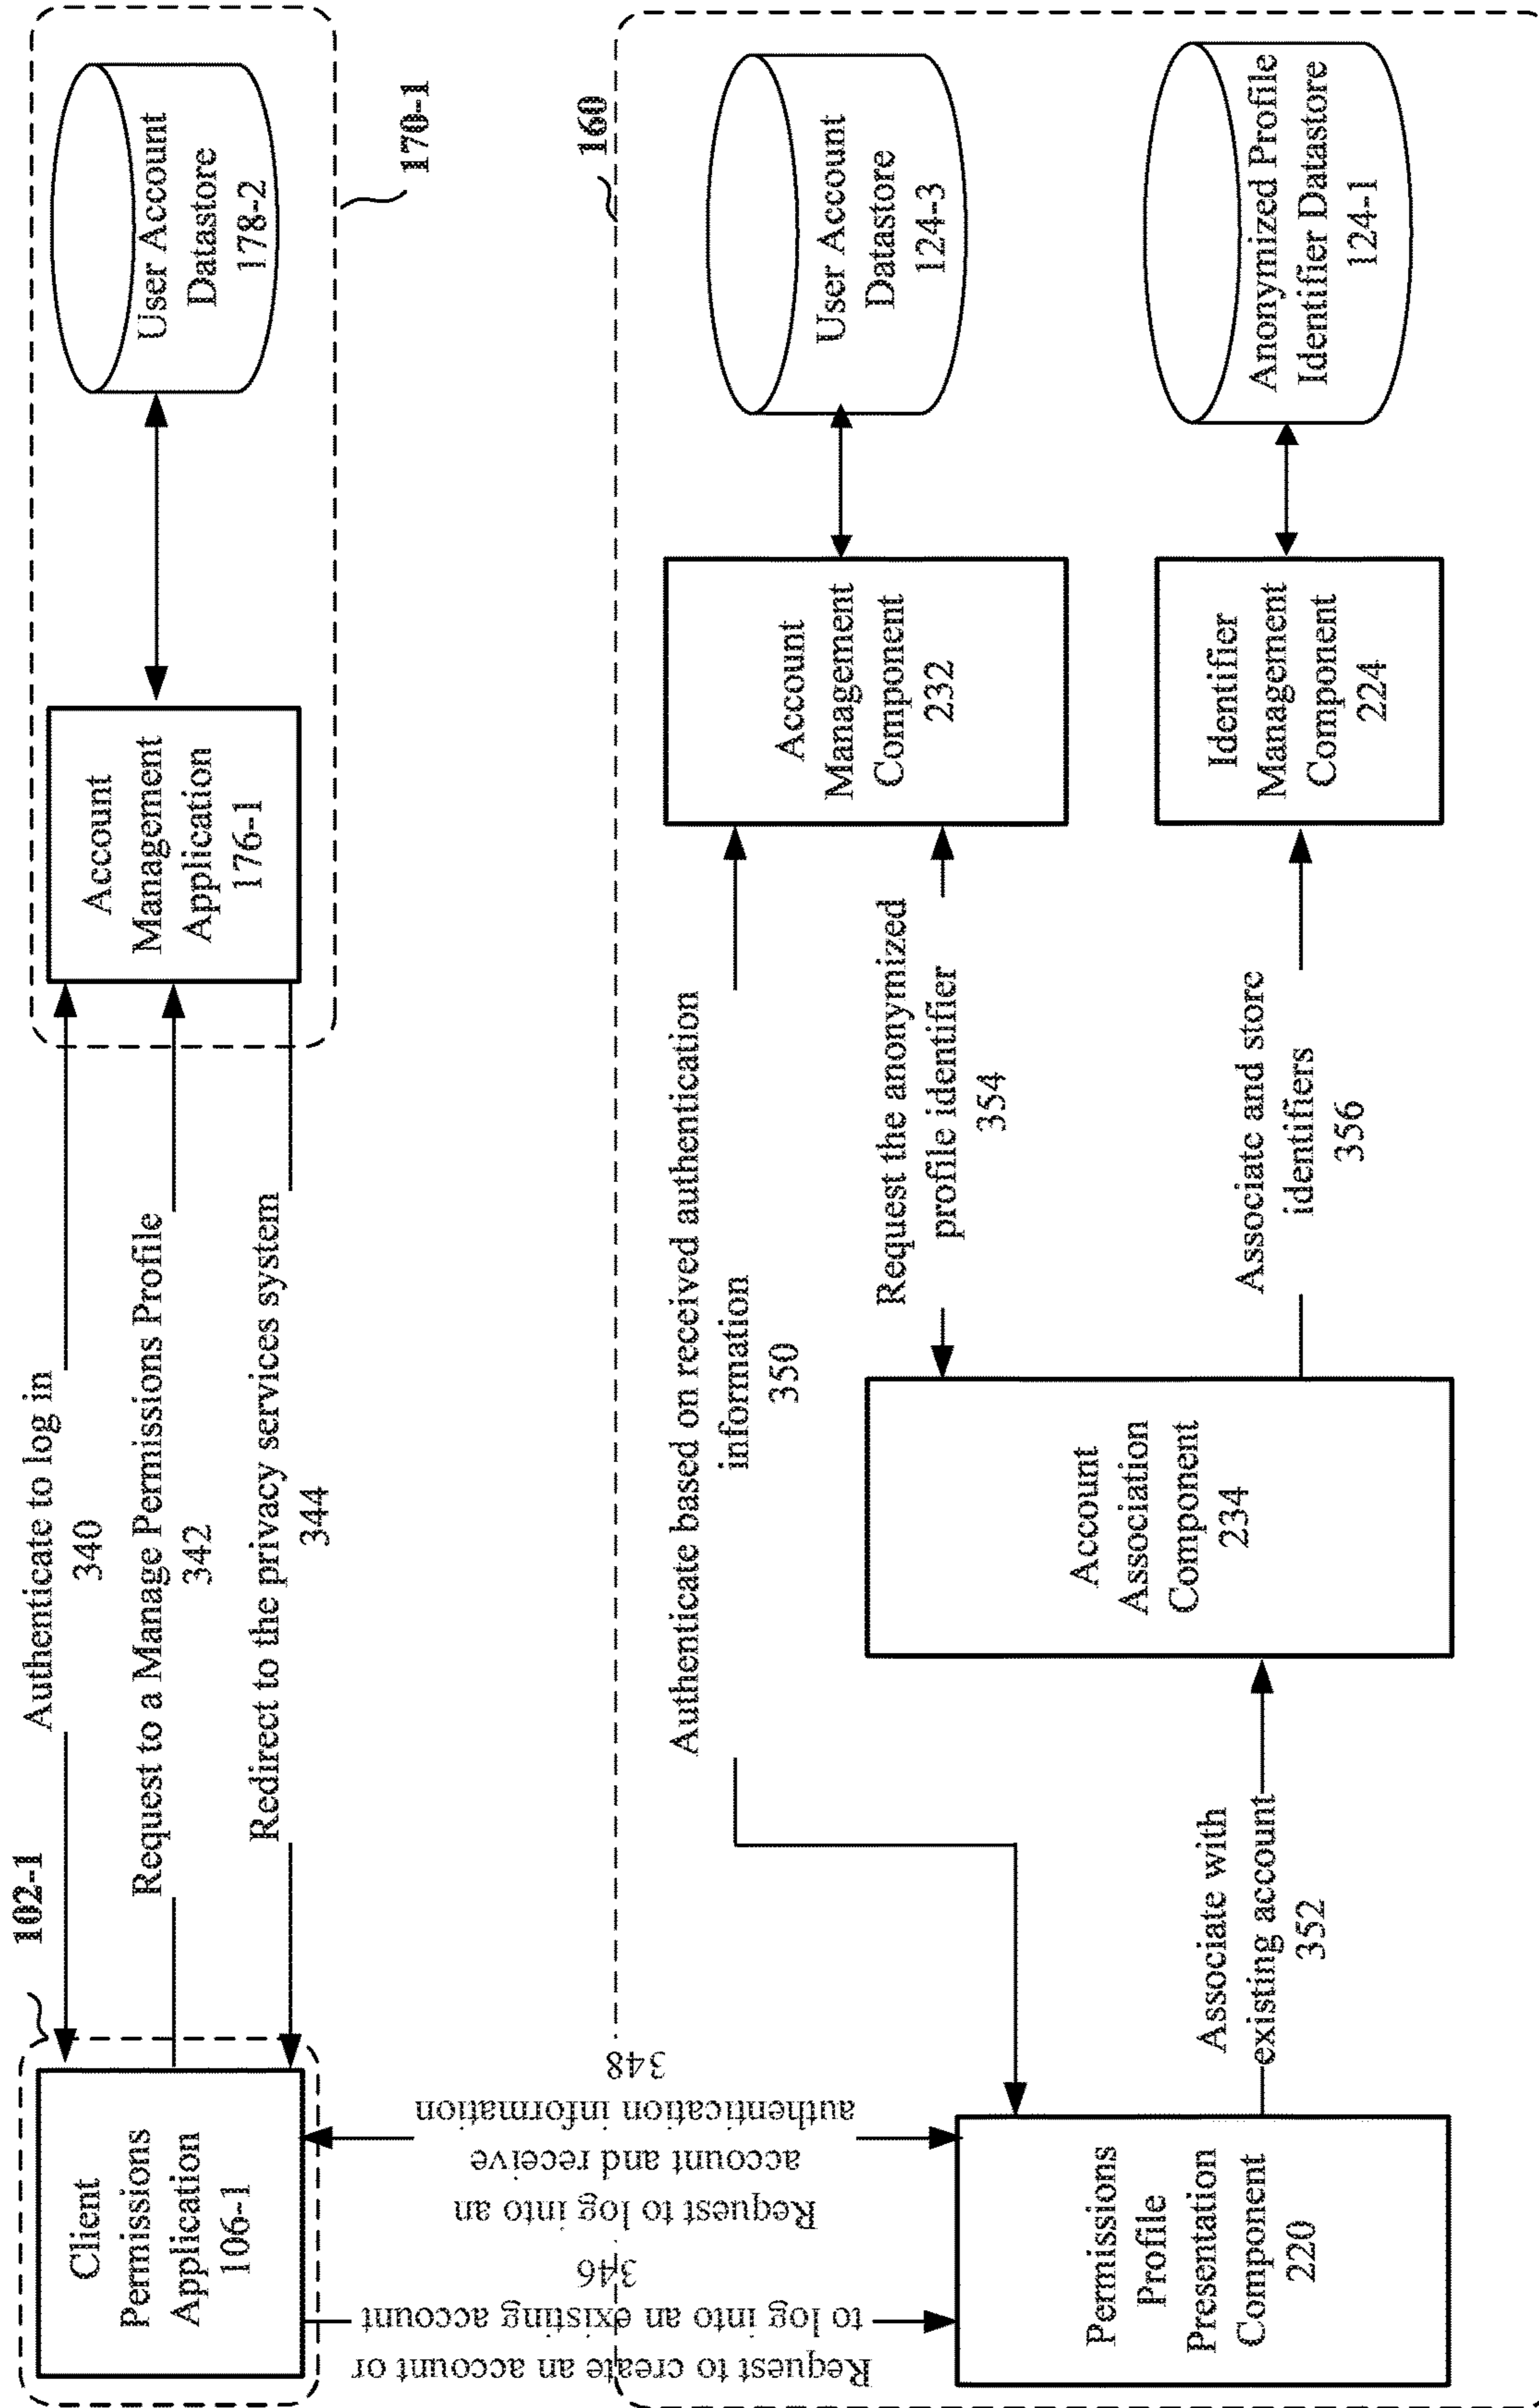 102-1
Client
Permissions
Application
106-1
Authenticate to log in
340
Request to a Manage Permissions Profile
342
Redirect to the privacy services system
344
Account
Management
Application
176-1
User Account
Datastore
178-2
170-1
160
Request to create an account or
to log into an existing account
346
Request to log into an
account and receive
authentication information
348
Authenticate based on received authentication
information
350
Permissions
Profile
Presentation
Component
220
Associate with
existing account
352
Account
Association
Component
234
Request the anonymized
profile identifier
354
Associate and store
identifiers
356
Account
Management
Component
232
Identifier
Management
Component
224
User Account
Datastore
124-3
Anonymized Profile
Identifier Datastore
124-1